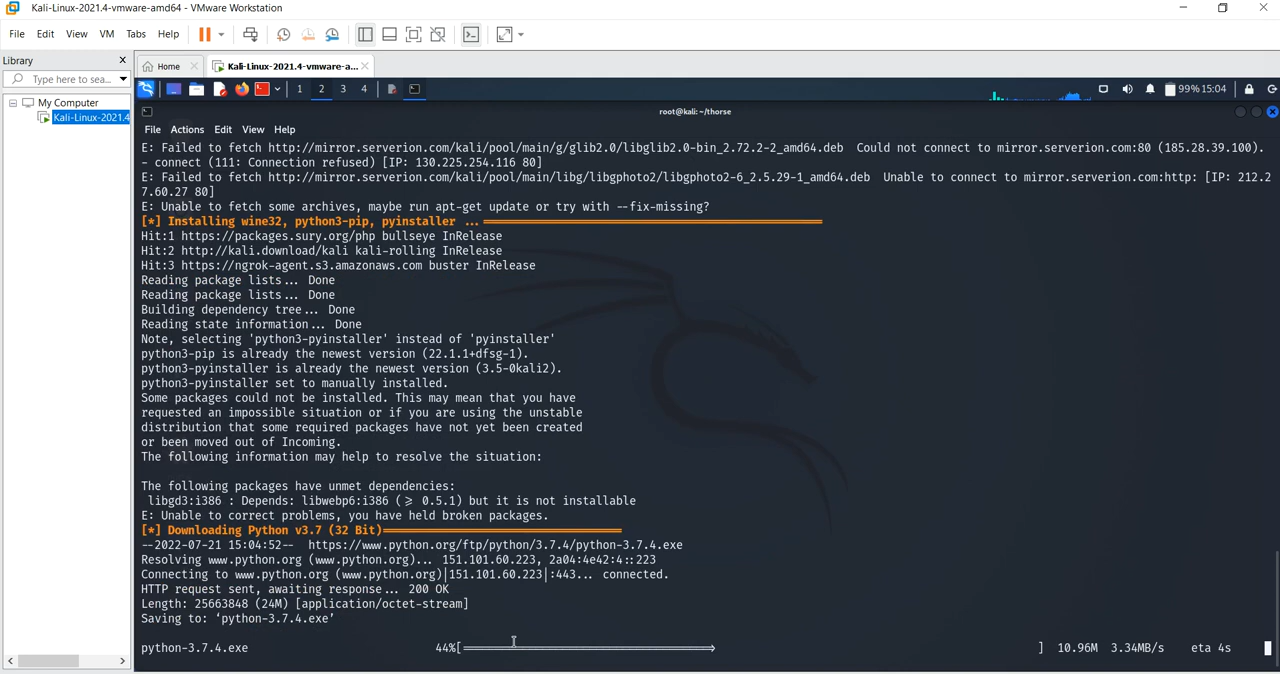 Kali-Linux-2021.4-vmware-amd64 - VMware Workstation
File Edit View VM Tabs Help
Library
Type here to sea...
My Computer
Kali-Linux-2021.4
Home
Kali-Linux-2021.4-vmware-a...
1 2 3 4
99% 15:04
root@kali: ~/thorse
File Actions Edit View Help
E: Failed to fetch http://mirror.serverion.com/kali/pool/main/g/glib2.0/libglib2.0-bin_2.72.2-2_amd64.deb Could not connect to mirror.serverion.com:80 (185.28.39.100).
- connect (111: Connection refused) [IP: 130.225.254.116 80]
E: Failed to fetch http://mirror.serverion.com/kali/pool/main/libg/libgphoto2/libgphoto2-6_2.5.29-1_amd64.deb Unable to connect to mirror.serverion.com:http: [IP: 212.2
7.60.27 80]
E: Unable to fetch some archives, maybe run apt-get update or try with --fix-missing?
[*] Installing wine32, python3-pip, pyinstaller ... ═══════════════
Hit:1 https://packages.sury.org/php bullseye InRelease
Hit:2 http://kali.download/kali kali-rolling InRelease
Hit:3 https://ngrok-agent.s3.amazonaws.com buster InRelease
Reading package lists... Done
Reading package lists... Done
Building dependency tree... Done
Reading state information... Done
Note, selecting 'python3-pyinstaller' instead of 'pyinstaller'
python3-pip is already the newest version (22.1.1+dfsg-1).
python3-pyinstaller is already the newest version (3.5-0kali2).
python3-pyinstaller set to manually installed.
Some packages could not be installed. This may mean that you have
requested an impossible situation or if you are using the unstable
distribution that some required packages have not yet been created
or been moved out of Incoming.
The following information may help to resolve the situation:
The following packages have unmet dependencies:
libgd3:i386 : Depends: libwebp6:i386 (≥ 0.5.1) but it is not installable
E: Unable to correct problems, you have held broken packages.
[*] Downloading Python v3.7 (32 Bit)═══════════════
--2022-07-21 15:04:52-- https://www.python.org/ftp/python/3.7.4/python-3.7.4.exe
Resolving www.python.org (www.python.org)... 151.101.60.223, 2a04:4e42:4::223
Connecting to www.python.org (www.python.org)|151.101.60.223|:443... connected.
HTTP request sent, awaiting response... 200 OK
Length: 25663848 (24M) [application/octet-stream]
Saving to: ‘python-3.7.4.exe’
python-3.7.4.exe 44%[═══════════════> ] 10.96M 3.34MB/s eta 4s